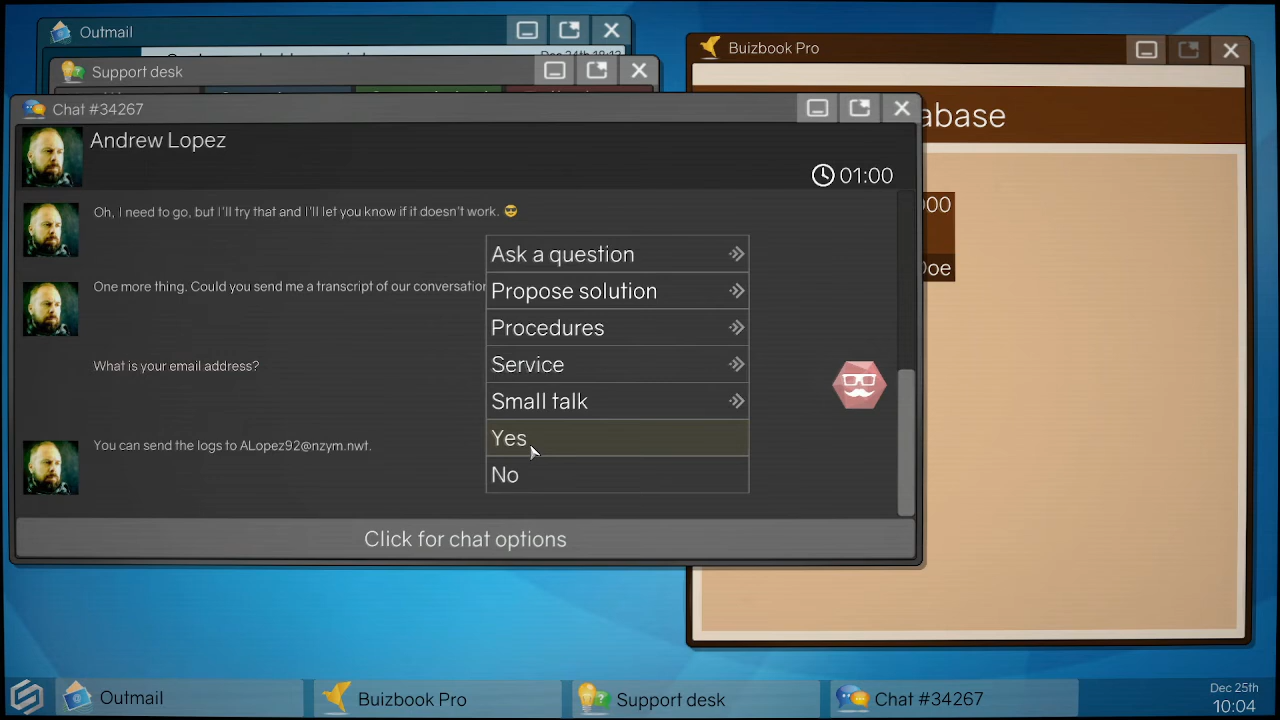 Outmail
Buizbook Pro
Support desk
Chat #34267
abase
Andrew Lopez
01:00
Oh, I need to go, but I'll try that and I'll let you know if it doesn't work. 😎
Ask a question
One more thing. Could you send me a transcript of our conversation
Propose solution
Procedures
What is your email address?
Service
Small talk
Yes
You can send the logs to ALopez92@nzym.nwt.
No
Click for chat options
Outmail
Buizbook Pro
Support desk
Chat #34267
Dec 25th
10:04